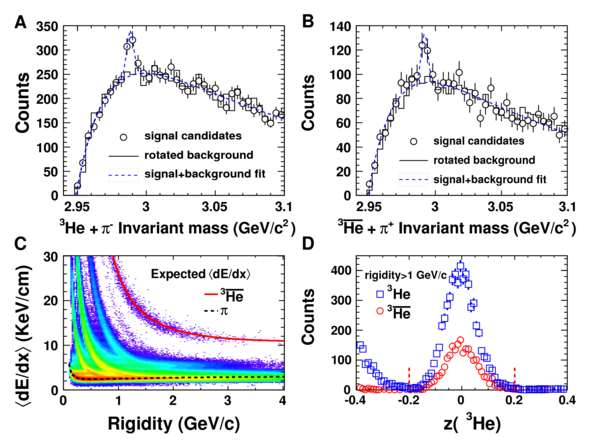 A
350
300
250
200
150
100
50
0
Counts
signal candidates
rotated background
signal+background fit
2.95 3 3.05 3.1
³He + π⁻ Invariant mass (GeV/c²)
B
140
120
100
80
60
40
20
0
Counts
signal candidates
rotated background
signal+background fit
2.95 3 3.05 3.1
³H̅e̅ + π⁺ Invariant mass (GeV/c²)
C
30
25
20
15
10
5
0
⟨dE/dx⟩ (KeV/cm)
Expected ⟨dE/dx⟩
³H̅e̅
π
0 1 2 3 4
Rigidity (GeV/c)
D
400
300
200
100
0
Counts
rigidity>1 GeV/c
³He
³H̅e̅
-0.4 -0.2 0 0.2 0.4
z( ³He)